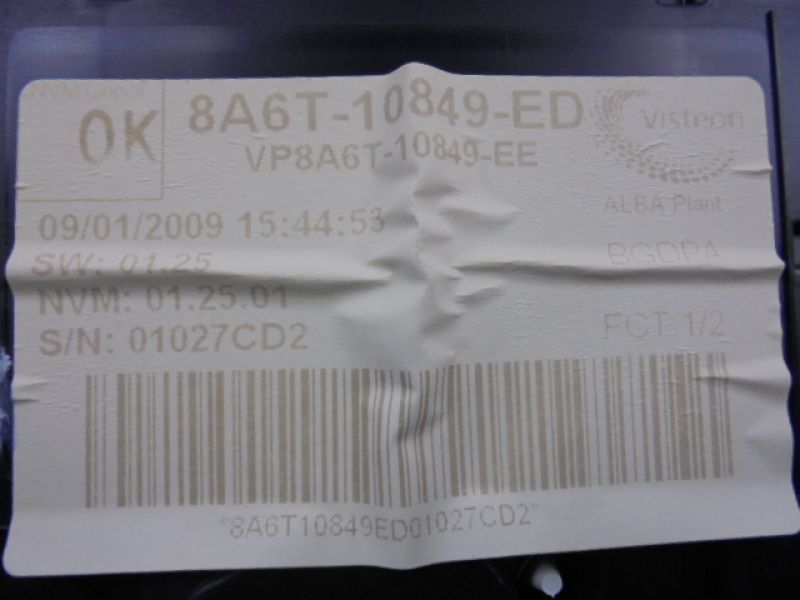 NVM Check
OK
8A6T-10849-ED
VP8A6T-10849-EE
Visteon
ALBA Plant
09/01/2009 15:44:53
BGDPA
SW: 01.25
NVM: 01.25.01
FCT 1/2
S/N: 01027CD2
"8A6T10849ED01027CD2"